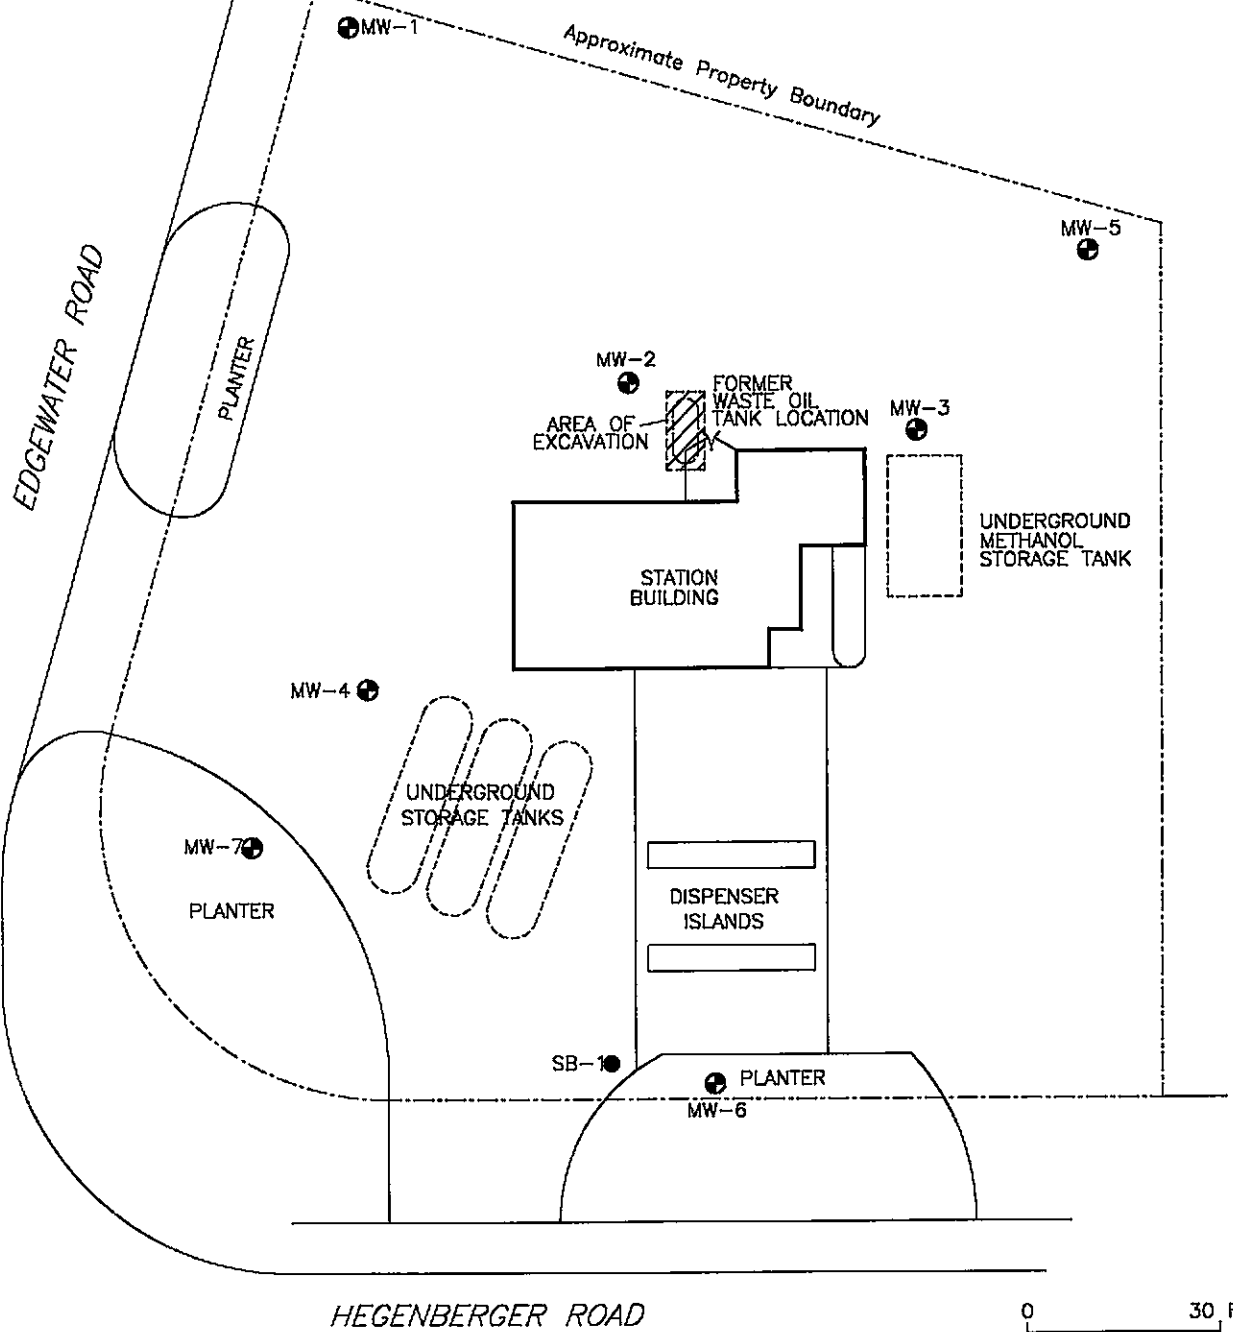 MW-1
Approximate Property Boundary
MW-5
EDGEWATER ROAD
PLANTER
MW-2
FORMER
WASTE OIL
TANK LOCATION
AREA OF
EXCAVATION
MW-3
UNDERGROUND
METHANOL
STORAGE TANK
STATION
BUILDING
MW-4
UNDERGROUND
STORAGE TANKS
MW-7
PLANTER
DISPENSER
ISLANDS
SB-1
PLANTER
MW-6
HEGENBERGER ROAD
0 30 F